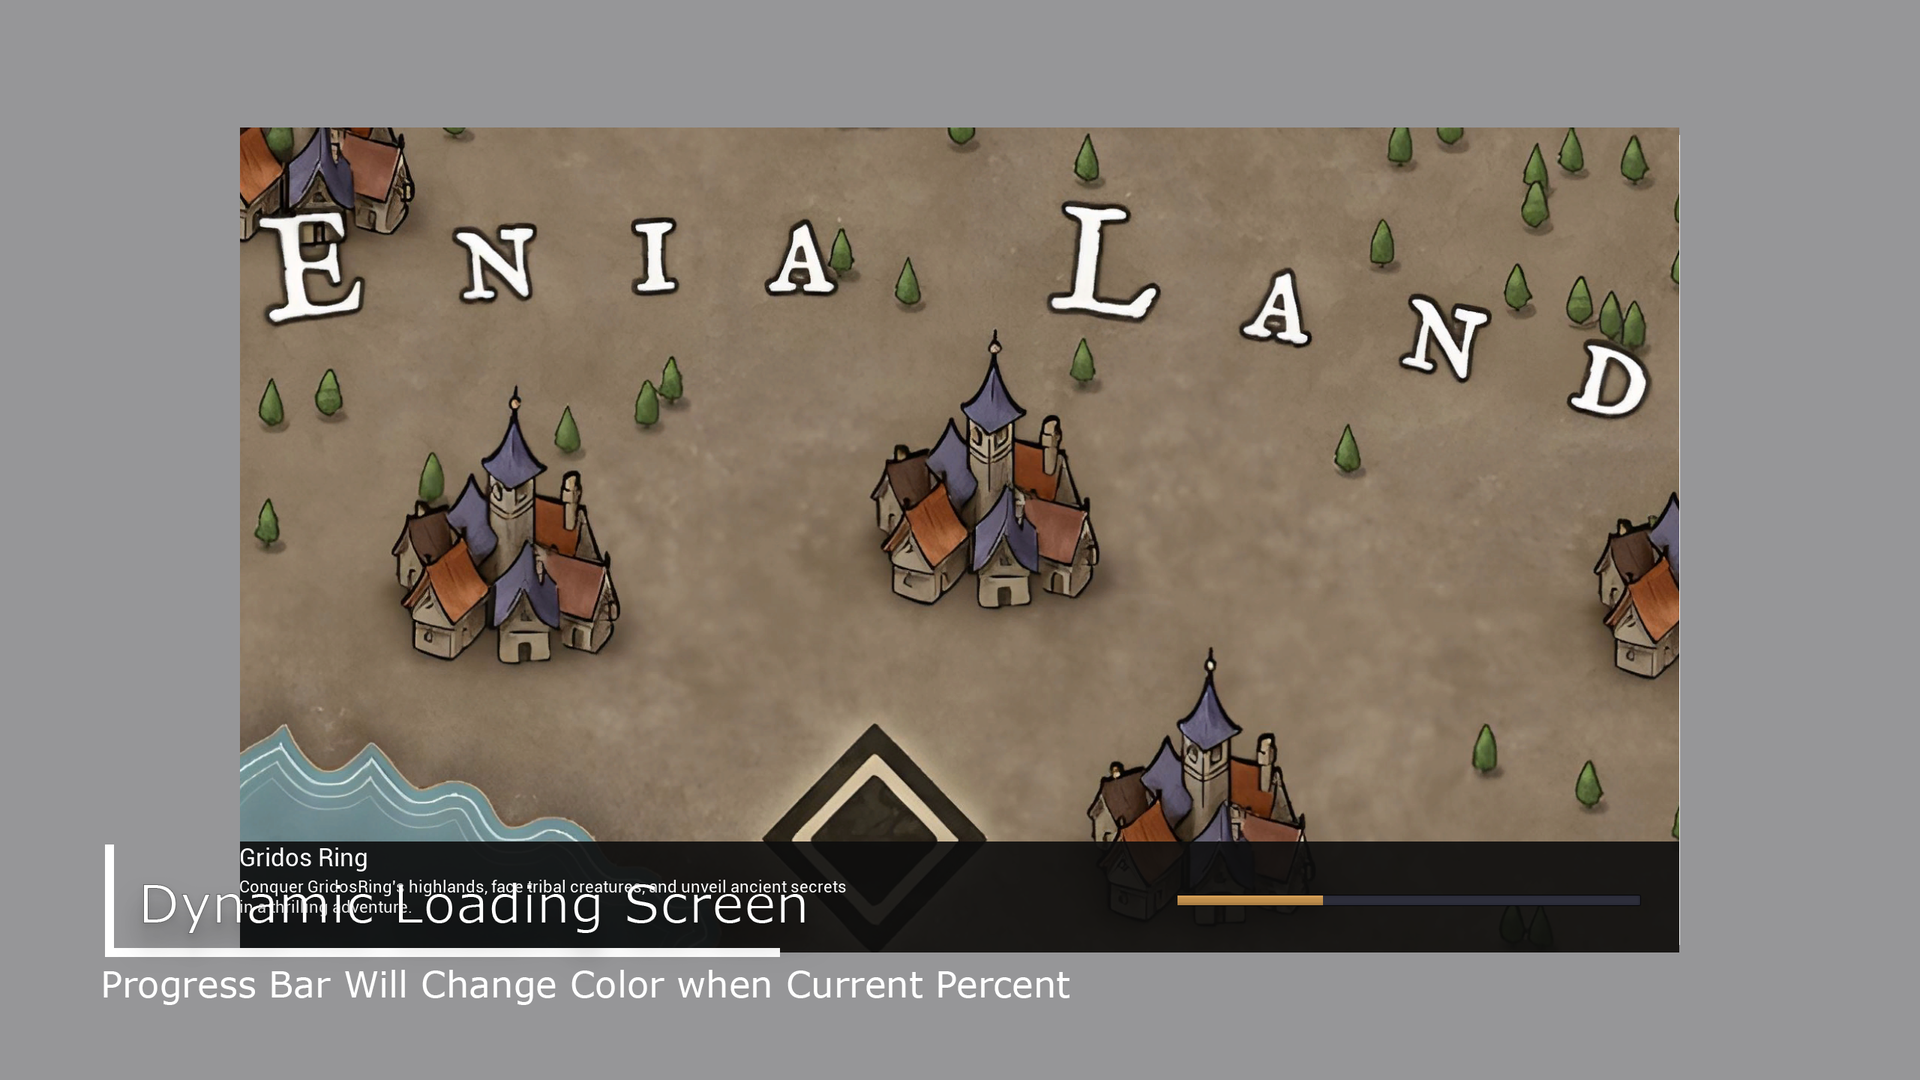 ENIA LAND
Gridos Ring
Conquer GridosRing's highlands, face tribal creatures, and unveil ancient secrets
in a thrilling adventure.
Dynamic Loading Screen
Progress Bar Will Change Color when Current Percent